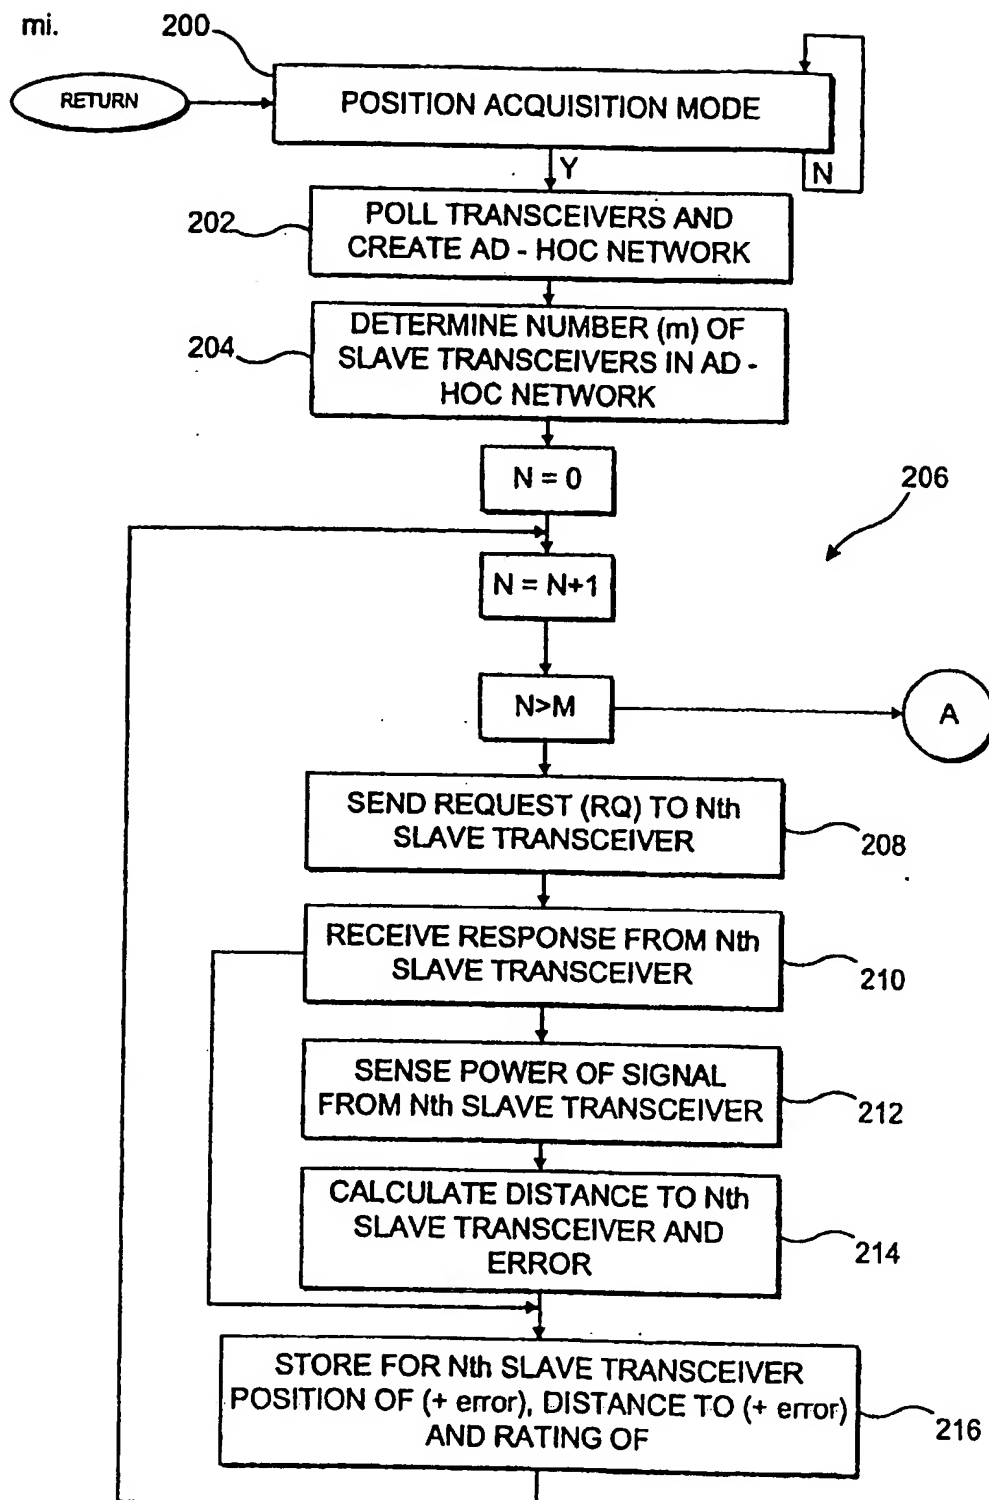 mi.
200
RETURN
POSITION ACQUISITION MODE
N
Y
202
POLL TRANSCEIVERS AND
CREATE AD - HOC NETWORK
204
DETERMINE NUMBER (m) OF
SLAVE TRANSCEIVERS IN AD -
HOC NETWORK
N = 0
206
N = N+1
N>M
A
SEND REQUEST (RQ) TO Nth
SLAVE TRANSCEIVER
208
RECEIVE RESPONSE FROM Nth
SLAVE TRANSCEIVER
210
SENSE POWER OF SIGNAL
FROM Nth SLAVE TRANSCEIVER
212
CALCULATE DISTANCE TO Nth
SLAVE TRANSCEIVER AND
ERROR
214
STORE FOR Nth SLAVE TRANSCEIVER
POSITION OF (+ error), DISTANCE TO (+ error)
AND RATING OF
216